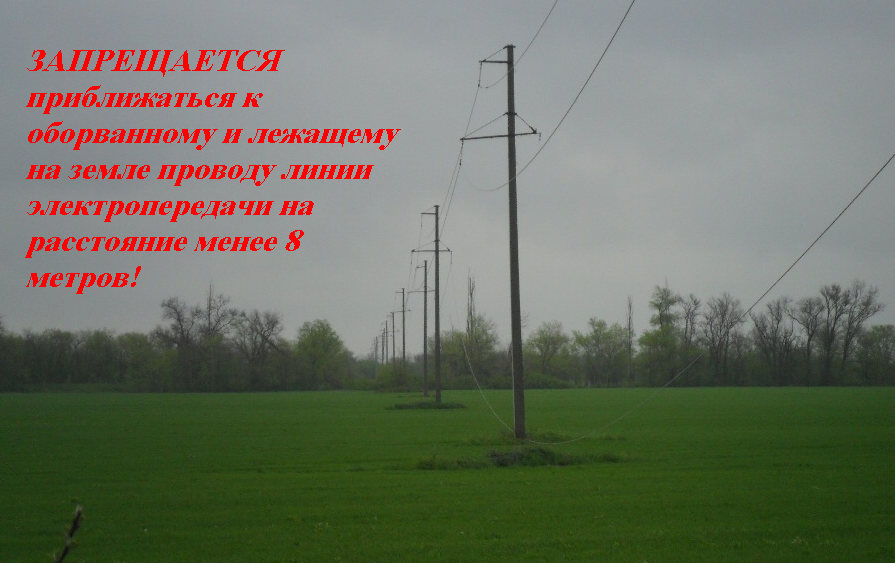 ЗАПРЕЩАЕТСЯ
приближаться к
оборванному и лежащему
на земле проводу линии
электропередачи на
расстояние менее 8
метров!